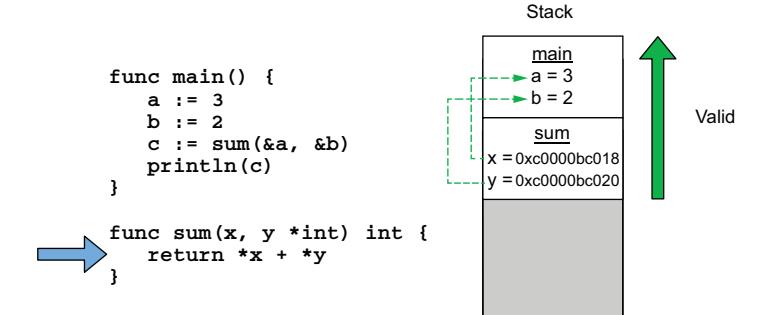 func main() {
a := 3
b := 2
c := sum(&a, &b)
println(c)
}
func sum(x, y *int) int {
return *x + *y
}
Stack
main
a = 3
b = 2
sum
x = 0xc0000bc018
y = 0xc0000bc020
Valid